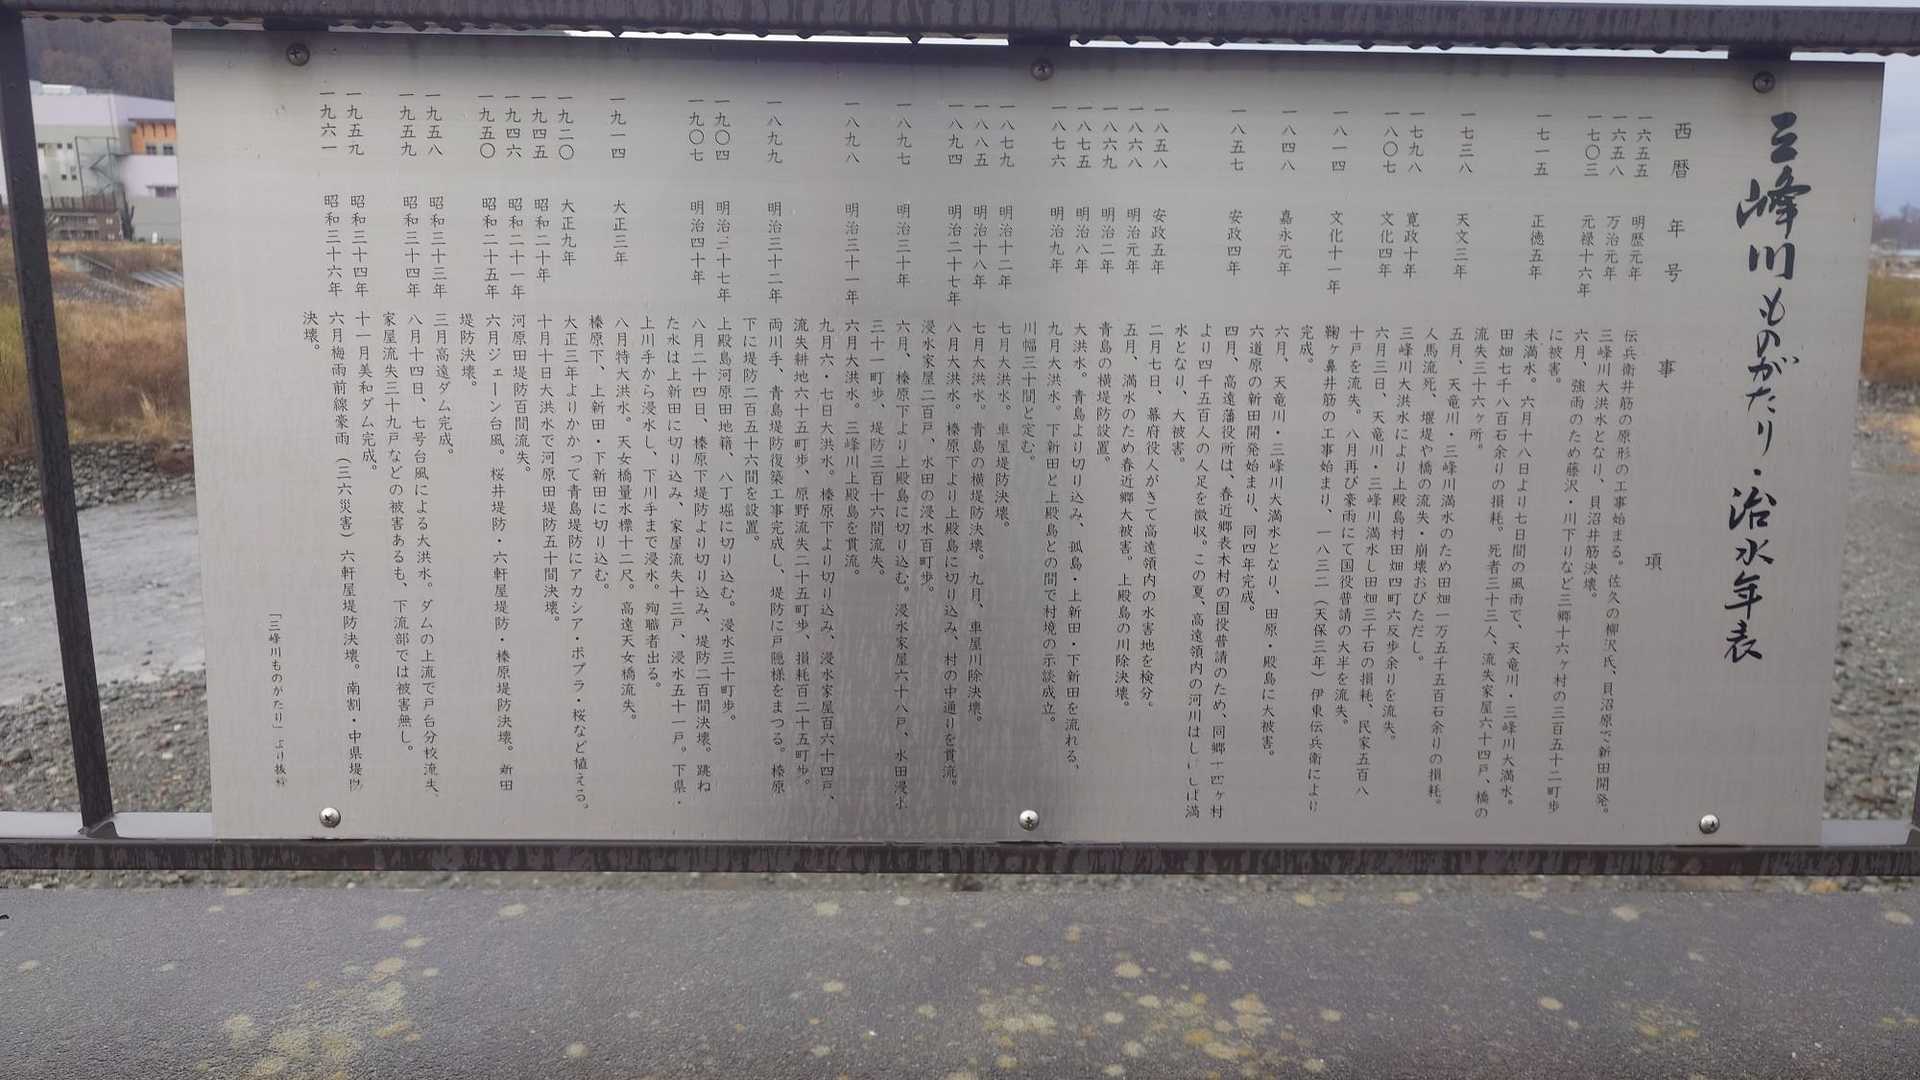 三峰川ものがたり・治水年表
西暦 年号 事項
一六五五 明暦元年 伝兵衛井筋の原形の工事始まる。佐久の柳沢氏、貝沼原で新田開発。
一六五八 万治元年 三峰川大洪水となり、貝沼井筋決壊。
一七〇三 元禄十六年 六月、強雨のため藤沢・川下りなど三郷十六ヶ村の三百五十二町歩
に被害。
一七一五 正徳五年 未満水。六月十八日より七日間の風雨で、天竜川・三峰川大満水。
田畑七千八百石余りの損耗。死者三十三人、流失家屋六十四戸、橋の
流失三十六ヶ所。
一七三八 天文三年 五月、天竜川・三峰川満水のため田畑一万五千五百石余りの損耗。
人馬流死、堰堤や橋の流失・崩壊おびただし。
一七九八 寛政十年 三峰川大洪水により上殿島村田畑四町六反歩余りを流失。
一八〇七 文化四年 六月三日、天竜川・三峰川満水し田畑三千石の損耗、民家五百八
十戸を流失。八月再び豪雨にて国役普請の大半を流失。
一八一四 文化十一年 鞠ヶ鼻井筋の工事始まり、一八三二（天保三年）伊東伝兵衛により
完成。
一八四八 嘉永元年 六月、天竜川・三峰川大満水となり、田原・殿島に大被害。
六道原の新田開発始まり、同四年完成。
一八五七 安政四年 四月、高遠藩役所は、春近郷表木村の国役普請のため、同郷十四ヶ村
より四千五百人の人足を徴収。この夏、高遠領内の河川はしばしば満
水となり、大被害。
一八五八 安政五年 二月七日、幕府役人がきて高遠領内の水害地を検分。
一八六八 明治元年 五月、満水のため春近郷大被害。上殿島の川除決壊。
一八六九 明治二年 青島の横堤防設置。
一八七五 明治八年 大洪水。青島より切り込み、孤島・上新田・下新田を流れる。
一八七六 明治九年 九月大洪水。下新田と上殿島との間で村境の示談成立。
川幅三十間と定む。
一八七九 明治十二年 七月大洪水。車屋堤防決壊。
一八八五 明治十八年 七月大洪水。青島の横堤防決壊。九月、車屋川除決壊。
一八九四 明治二十七年 八月大洪水。榛原下より上殿島に切り込み、村の中通りを貫流。
浸水家屋二百戸、水田の浸水百町歩。
一八九七 明治三十年 六月、榛原下より上殿島に切り込む。浸水家屋六十八戸、水田浸水
三十一町歩、堤防三百十六間流失。
一八九八 明治三十一年 六月大洪水。三峰川上殿島を貫流。
九月六・七日大洪水。榛原下より切り込み、浸水家屋百六十四戸、
流失耕地六十五町歩、原野流失二十五町歩、損耗百二十五町歩。
一八九九 明治三十二年 両川手、青島堤防復築工事完成し、堤防に戸隠様をまつる。榛原
下に堤防二百五十六間を設置。
一九〇四 明治三十七年 上殿島河原田地籍、八丁堀に切り込む。浸水三十町歩。
一九〇七 明治四十年 八月二十四日、榛原下堤防より切り込み、堤防二百間決壊。跳ね
た水は上新田に切り込み、家屋流失十三戸、浸水五十一戸。下県・
上川手から浸水し、下川手まで浸水。殉職者出る。
一九一四 大正三年 八月特大洪水。天女橋量水標十二尺。高遠天女橋流失。
榛原下、上新田・下新田に切り込む。
一九二〇 大正九年 大正三年よりかかって青島堤防にアカシア・ポプラ・桜など植える。
一九四五 昭和二十年 十月十日大洪水で河原田堤防五十間決壊。
一九四六 昭和二十一年 河原田堤防百間流失。
一九五〇 昭和二十五年 六月ジェーン台風。桜井堤防・六軒屋堤防・榛原堤防決壊。新田
堤防決壊。
一九五八 昭和三十三年 三月高遠ダム完成。
一九五九 昭和三十四年 八月十四日、七号台風による大洪水。ダムの上流で戸台分校流失、
家屋流失三十九戸などの被害あるも、下流部では被害無し。
一九五九 昭和三十四年 十一月美和ダム完成。
一九六一 昭和三十六年 六月梅雨前線豪雨（三六災害）六軒屋堤防決壊。南割・中県堤防
決壊。
「三峰川ものがたり」より抜粋